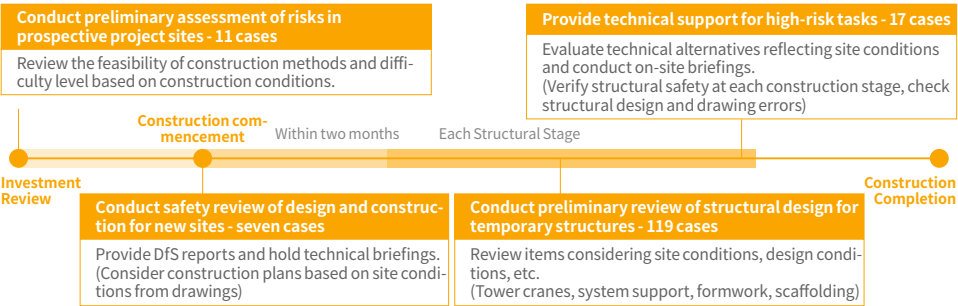 Conduct preliminary assessment of risks in
prospective project sites - 11 cases
Review the feasibility of construction methods and diffi-
culty level based on construction conditions.
Provide technical support for high-risk tasks - 17 cases
Evaluate technical alternatives reflecting site conditions
and conduct on-site briefings.
(Verify structural safety at each construction stage, check
structural design and drawing errors)
Construction com-
mencement
Within two months
Each Structural Stage
Investment
Review
Construction
Completion
Conduct safety review of design and construc-
tion for new sites - seven cases
Provide DfS reports and hold technical briefings.
(Consider construction plans based on site condi-
tions from drawings)
Conduct preliminary review of structural design for
temporary structures - 119 cases
Review items considering site conditions, design condi-
tions, etc.
(Tower cranes, system support, formwork, scaffolding)